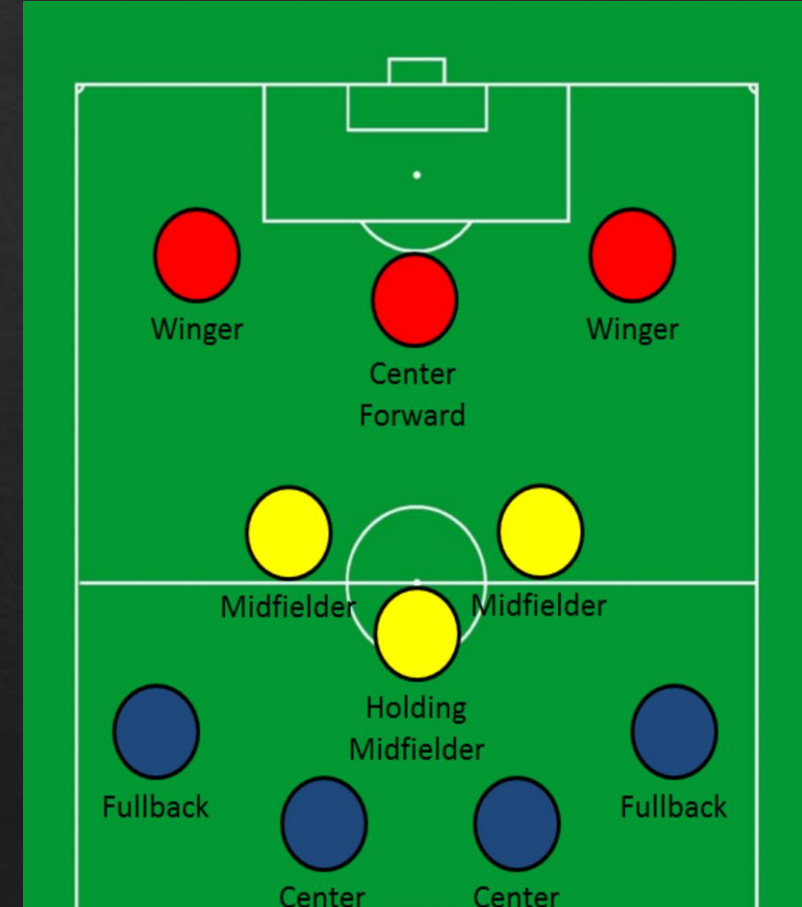 Winger
Winger
Center
Forward
Midfielder
Midfielder
Holding
Midfielder
Fullback
Fullback
Center
Center